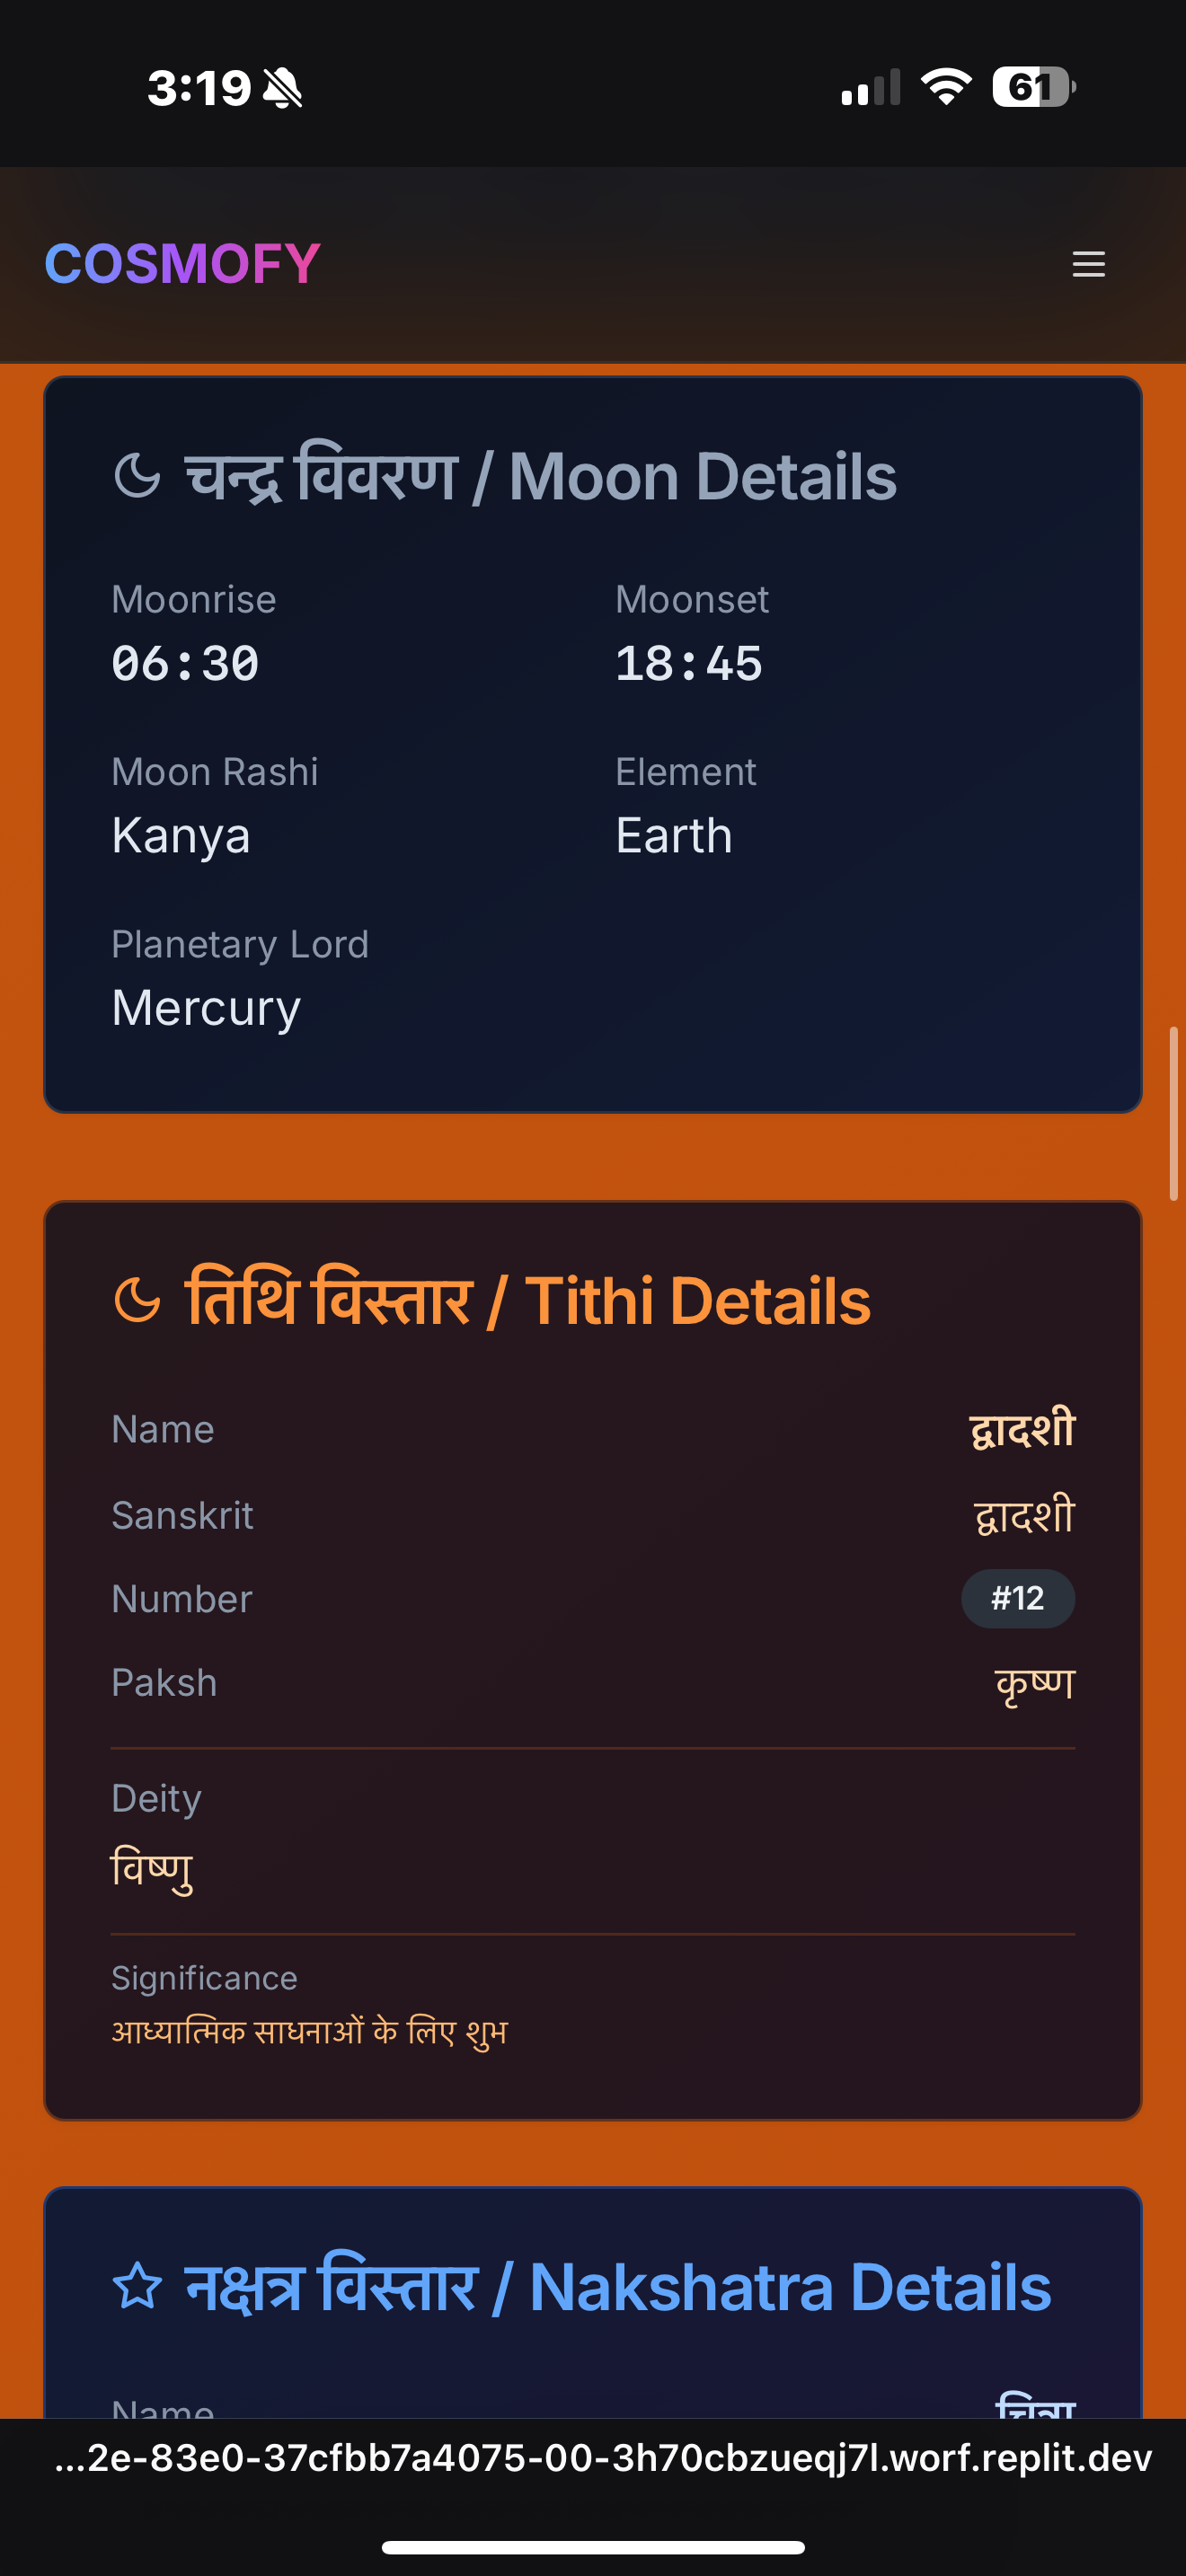 3:19
61
COSMOFY
चन्द्र विवरण / Moon Details
Moonrise Moonset
06:30 18:45
Moon Rashi Element
Kanya Earth
Planetary Lord
Mercury
तिथि विस्तार / Tithi Details
Name द्वादशी
Sanskrit द्वादशी
Number #12
Paksh कृष्ण
Deity
विष्णु
Significance
आध्यात्मिक साधनाओं के लिए शुभ
नक्षत्र विस्तार / Nakshatra Details
Name चित्रा
...2e-83e0-37cfbb7a4075-00-3h70cbzueqj7l.worf.replit.dev